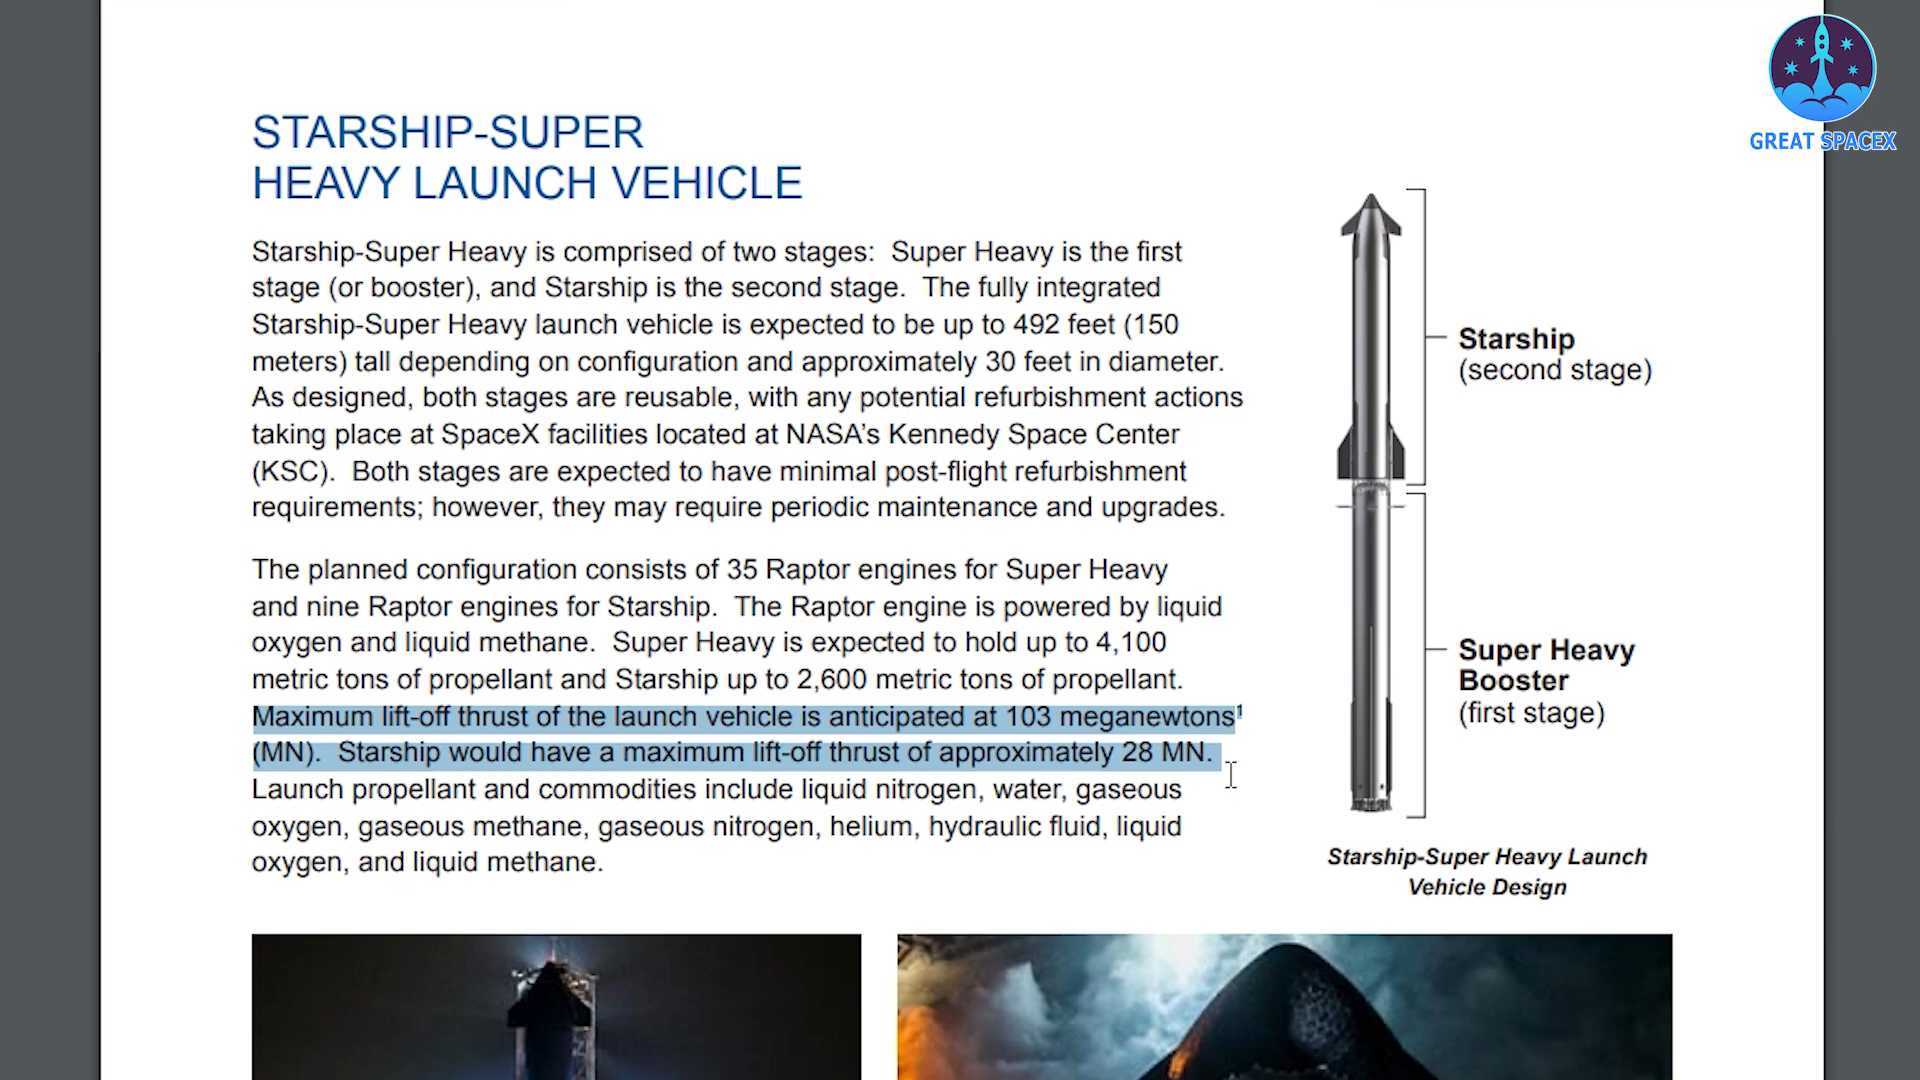 GREAT SPACEX
STARSHIP-SUPER
HEAVY LAUNCH VEHICLE
Starship-Super Heavy is comprised of two stages:  Super Heavy is the first
stage (or booster), and Starship is the second stage.  The fully integrated
Starship-Super Heavy launch vehicle is expected to be up to 492 feet (150
meters) tall depending on configuration and approximately 30 feet in diameter.
As designed, both stages are reusable, with any potential refurbishment actions
taking place at SpaceX facilities located at NASA’s Kennedy Space Center
(KSC).  Both stages are expected to have minimal post-flight refurbishment
requirements; however, they may require periodic maintenance and upgrades.
The planned configuration consists of 35 Raptor engines for Super Heavy
and nine Raptor engines for Starship.  The Raptor engine is powered by liquid
oxygen and liquid methane.  Super Heavy is expected to hold up to 4,100
metric tons of propellant and Starship up to 2,600 metric tons of propellant.
Maximum lift-off thrust of the launch vehicle is anticipated at 103 meganewtons¹
(MN).  Starship would have a maximum lift-off thrust of approximately 28 MN.
Launch propellant and commodities include liquid nitrogen, water, gaseous
oxygen, gaseous methane, gaseous nitrogen, helium, hydraulic fluid, liquid
oxygen, and liquid methane.
Starship
(second stage)
Super Heavy
Booster
(first stage)
Starship-Super Heavy Launch
Vehicle Design